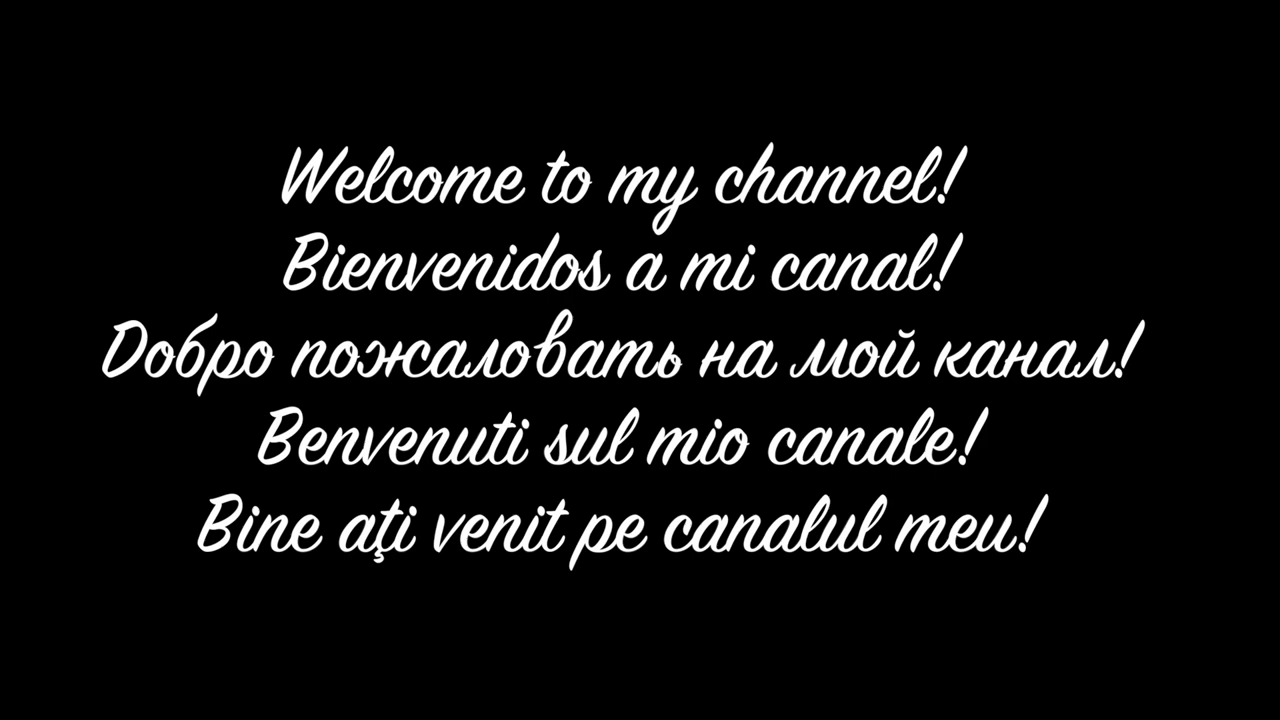 Welcome to my channel!
Bienvenidos a mi canal!
Добро пожаловать на мой канал!
Benvenuti sul mio canale!
Bine aţi venit pe canalul meu!